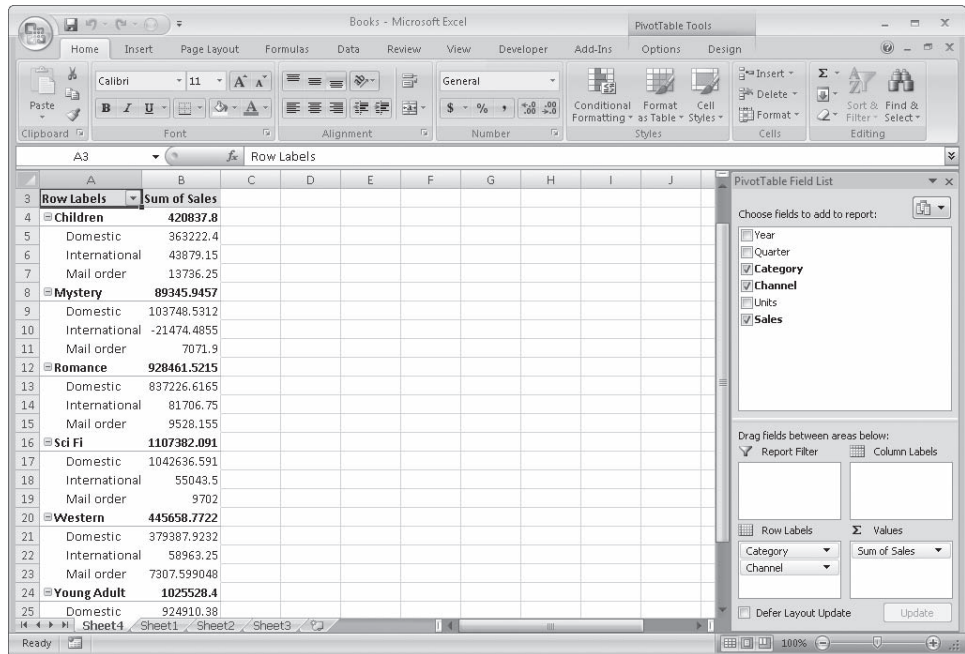 Books - Microsoft Excel
PivotTable Tools
Home Insert Page Layout Formulas Data Review View Developer Add-Ins Options Design
Paste
Calibri 11
General
Conditional Formatting
Format as Table
Cell Styles
Insert
Delete
Format
Sort & Filter
Find & Select
Clipboard Font Alignment Number Styles Cells Editing
A3 fx Row Labels
A B C D E F G H I J
3 Row Labels Sum of Sales
4 Children 420837.8
5 Domestic 363222.4
6 International 43879.15
7 Mail order 13736.25
8 Mystery 89345.9457
9 Domestic 103748.5312
10 International -21474.4855
11 Mail order 7071.9
12 Romance 928461.5215
13 Domestic 837226.6165
14 International 81706.75
15 Mail order 9528.155
16 Sci Fi 1107382.091
17 Domestic 1042636.591
18 International 55043.5
19 Mail order 9702
20 Western 445658.7722
21 Domestic 379387.9232
22 International 58963.25
23 Mail order 7307.599048
24 Young Adult 1025528.4
25 Domestic 924910.38
PivotTable Field List
Choose fields to add to report:
Year
Quarter
Category
Channel
Units
Sales
Drag fields between areas below:
Report Filter Column Labels
Row Labels Σ Values
Category Sum of Sales
Channel
Defer Layout Update Update
Sheet4 Sheet1 Sheet2 Sheet3
Ready 100%